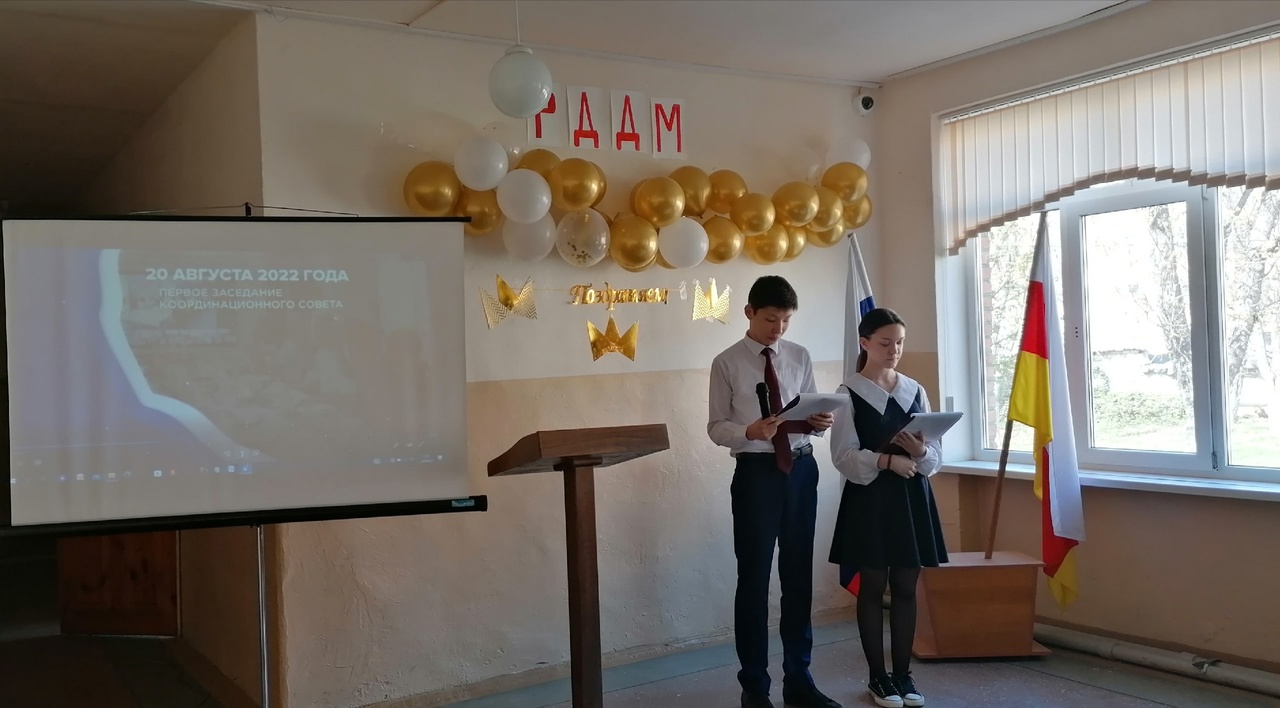 РДДМ
20 АВГУСТА 2022 ГОДА
ПЕРВОЕ ЗАСЕДАНИЕ
КООРДИНАЦИОННОГО СОВЕТА
Поздравляем